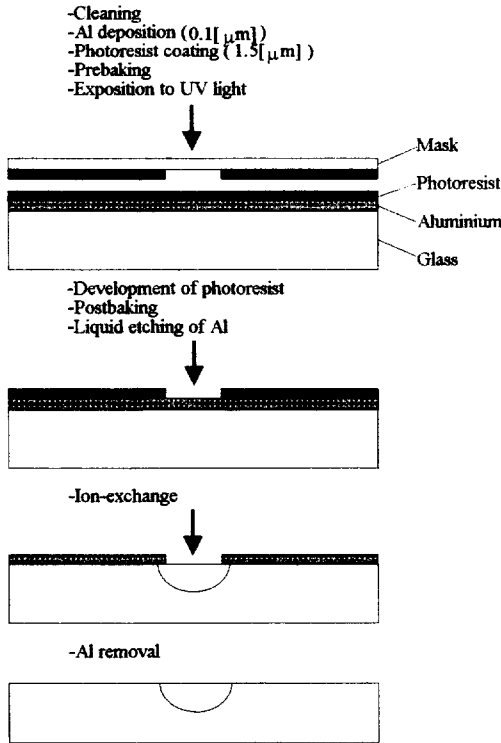 -Cleaning
-Al deposition (0.1[ μm])
-Photoresist coating ( 1.5[ μm] )
-Prebaking
-Exposition to UV light
Mask
Photoresist
Aluminium
Glass
-Development of photoresist
-Postbaking
-Liquid etching of Al
-Ion-exchange
-Al removal